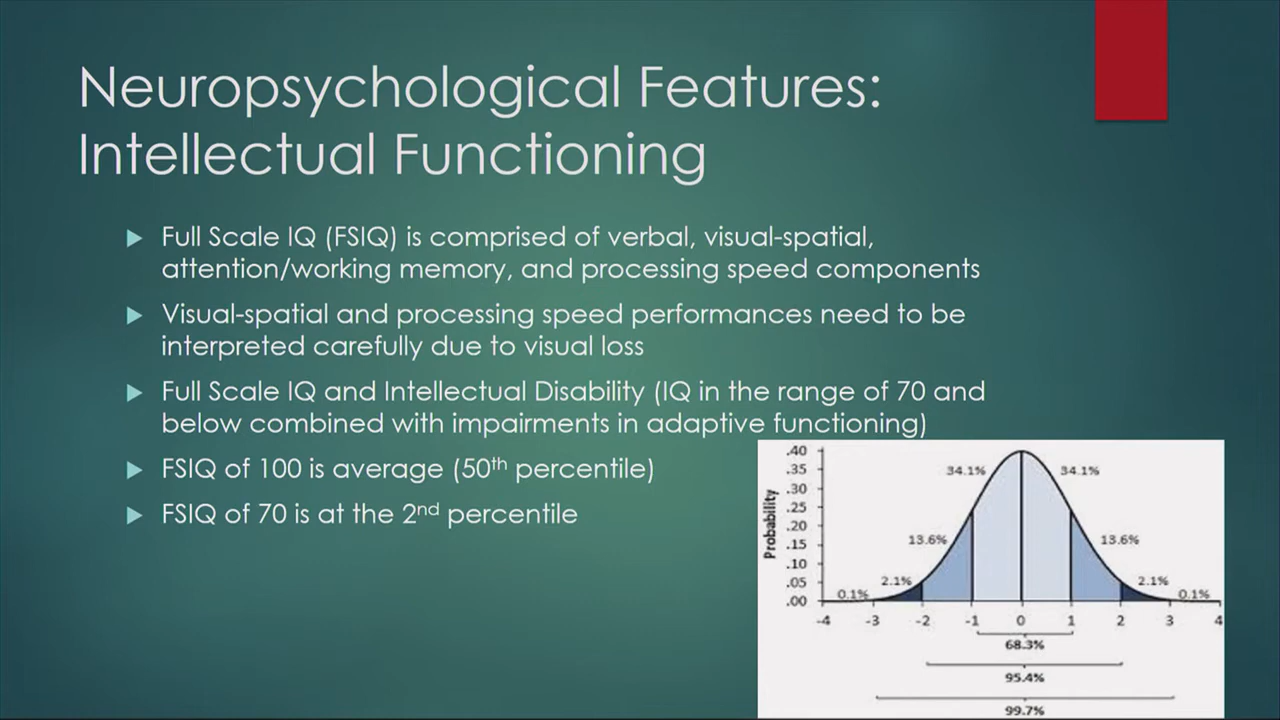 Neuropsychological Features:
Intellectual Functioning
Full Scale IQ (FSIQ) is comprised of verbal, visual-spatial,
attention/working memory, and processing speed components
Visual-spatial and processing speed performances need to be
interpreted carefully due to visual loss
Full Scale IQ and Intellectual Disability (IQ in the range of 70 and
below combined with impairments in adaptive functioning)
FSIQ of 100 is average (50th percentile)
FSIQ of 70 is at the 2nd percentile
Probability
.40
.35
.30
.25
.20
.15
.10
.05
.00
34.1% 34.1%
13.6% 13.6%
2.1% 2.1%
0.1% 0.1%
-4 -3 -2 -1 0 1 2 3 4
68.3%
95.4%
99.7%